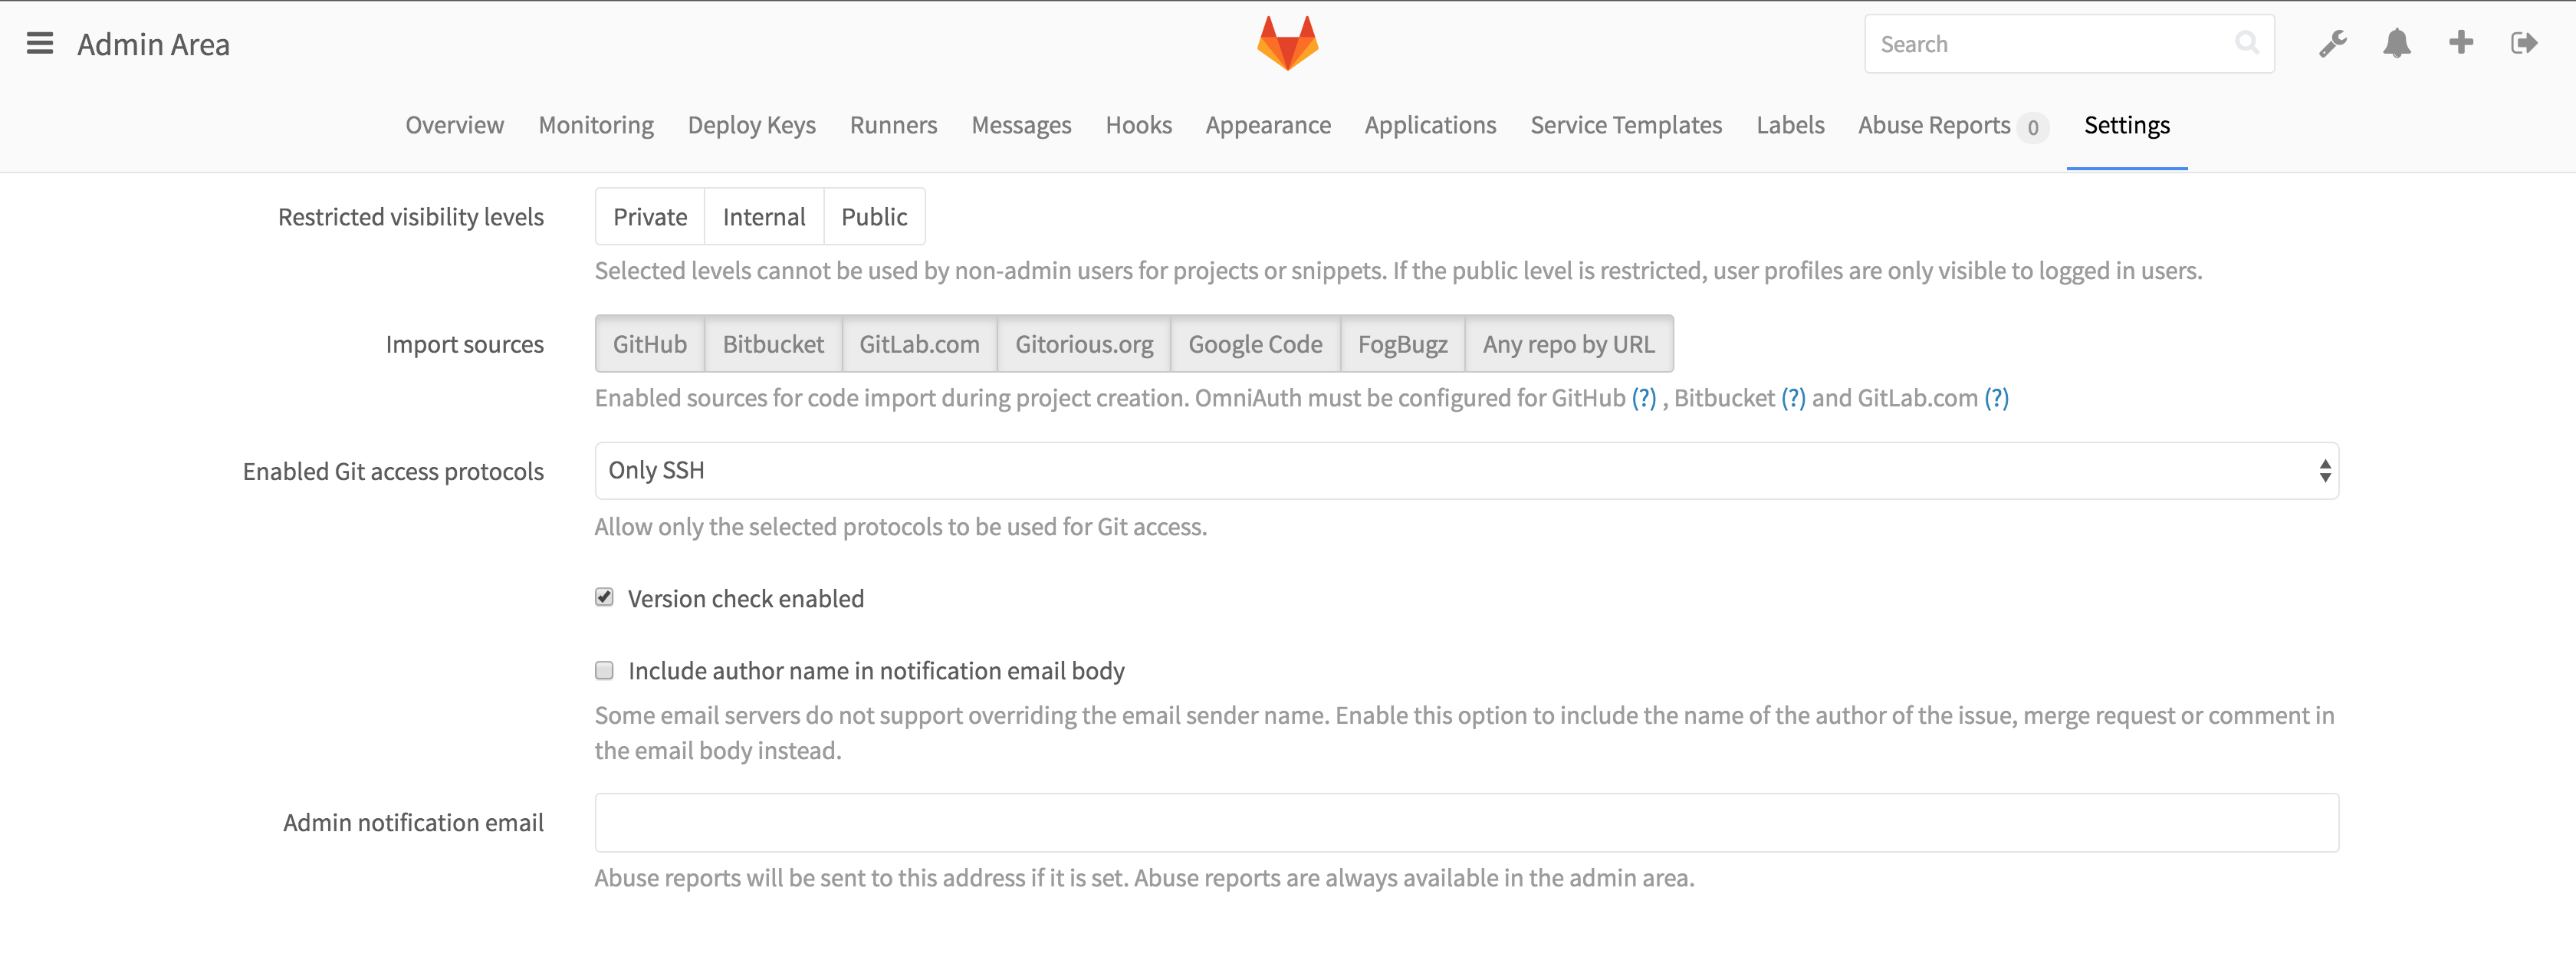 Admin Area
Search
Overview Monitoring Deploy Keys Runners Messages Hooks Appearance Applications Service Templates Labels Abuse Reports 0 Settings
Restricted visibility levels Private Internal Public
Selected levels cannot be used by non-admin users for projects or snippets. If the public level is restricted, user profiles are only visible to logged in users.
Import sources GitHub Bitbucket GitLab.com Gitorious.org Google Code FogBugz Any repo by URL
Enabled sources for code import during project creation. OmniAuth must be configured for GitHub (?) , Bitbucket (?) and GitLab.com (?)
Enabled Git access protocols Only SSH
Allow only the selected protocols to be used for Git access.
Version check enabled
Include author name in notification email body
Some email servers do not support overriding the email sender name. Enable this option to include the name of the author of the issue, merge request or comment in
the email body instead.
Admin notification email
Abuse reports will be sent to this address if it is set. Abuse reports are always available in the admin area.